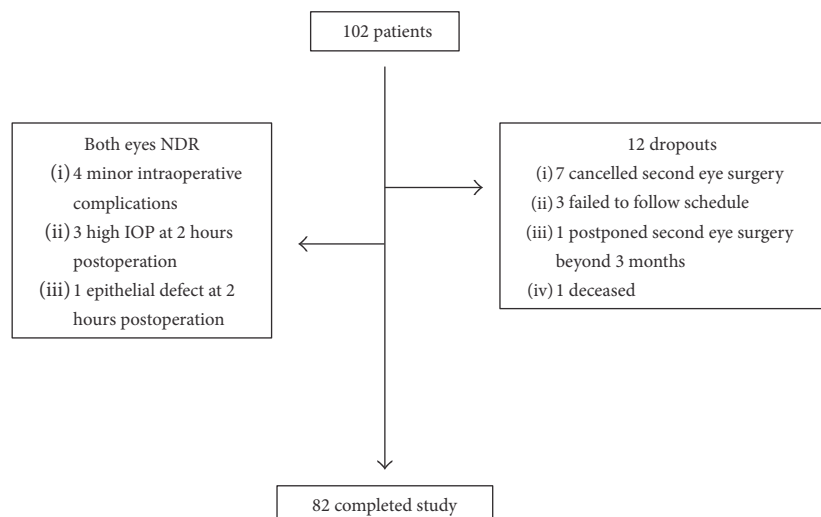 102 patients
Both eyes NDR
(i) 4 minor intraoperative
complications
(ii) 3 high IOP at 2 hours
postoperation
(iii) 1 epithelial defect at 2
hours postoperation
12 dropouts
(i) 7 cancelled second eye surgery
(ii) 3 failed to follow schedule
(iii) 1 postponed second eye surgery
beyond 3 months
(iv) 1 deceased
82 completed study